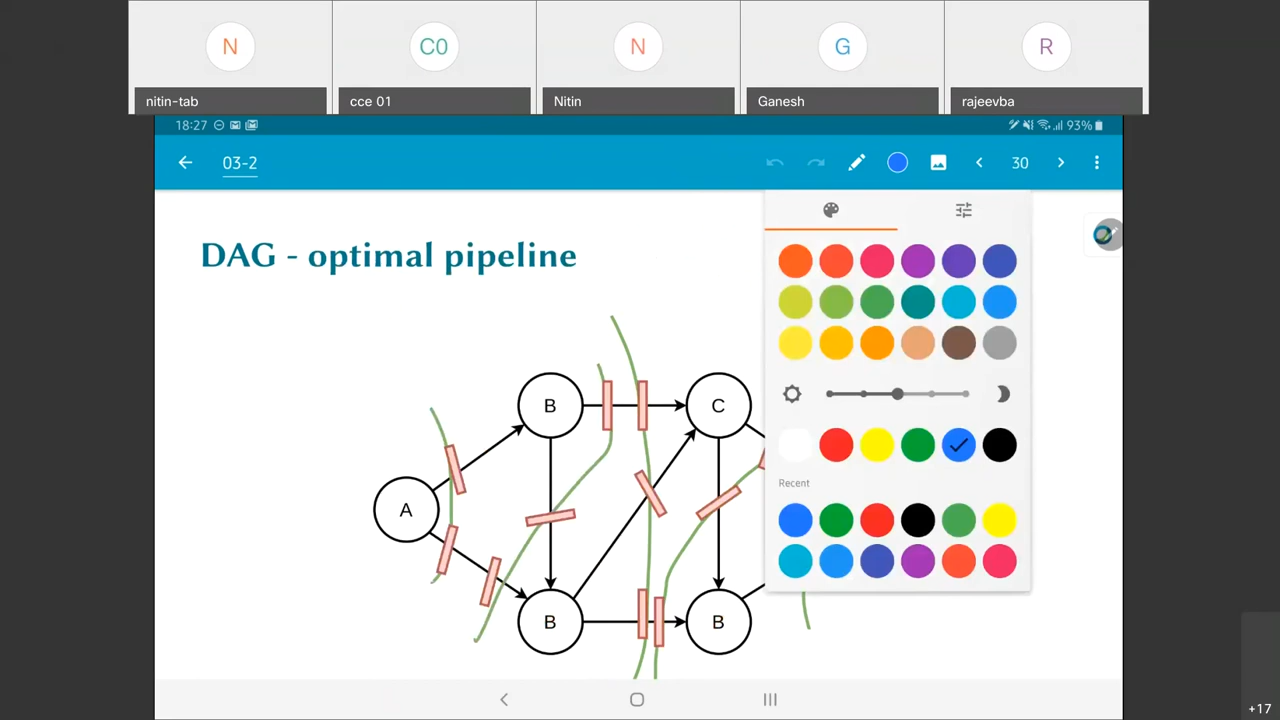 N
C0
N
G
R
nitin-tab
cce 01
Nitin
Ganesh
rajeevba
18:27
93%
03-2
30
DAG - optimal pipeline
B
C
A
B
B
Recent
+17